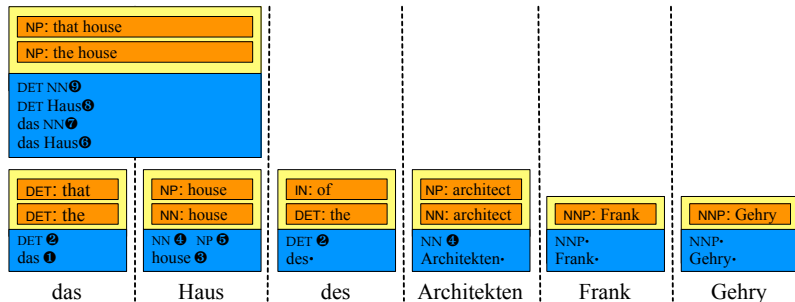 NP: that house
NP: the house
DET NN❾
DET Haus❽
das NN❼
das Haus❻
DET: that
DET: the
DET ❷
das ❶
NP: house
NN: house
NN ❹ NP ❺
house ❸
IN: of
DET: the
DET ❷
des•
NP: architect
NN: architect
NN ❹
Architekten•
NNP: Frank
NNP•
Frank•
NNP: Gehry
NNP•
Gehry•
das Haus des Architekten Frank Gehry